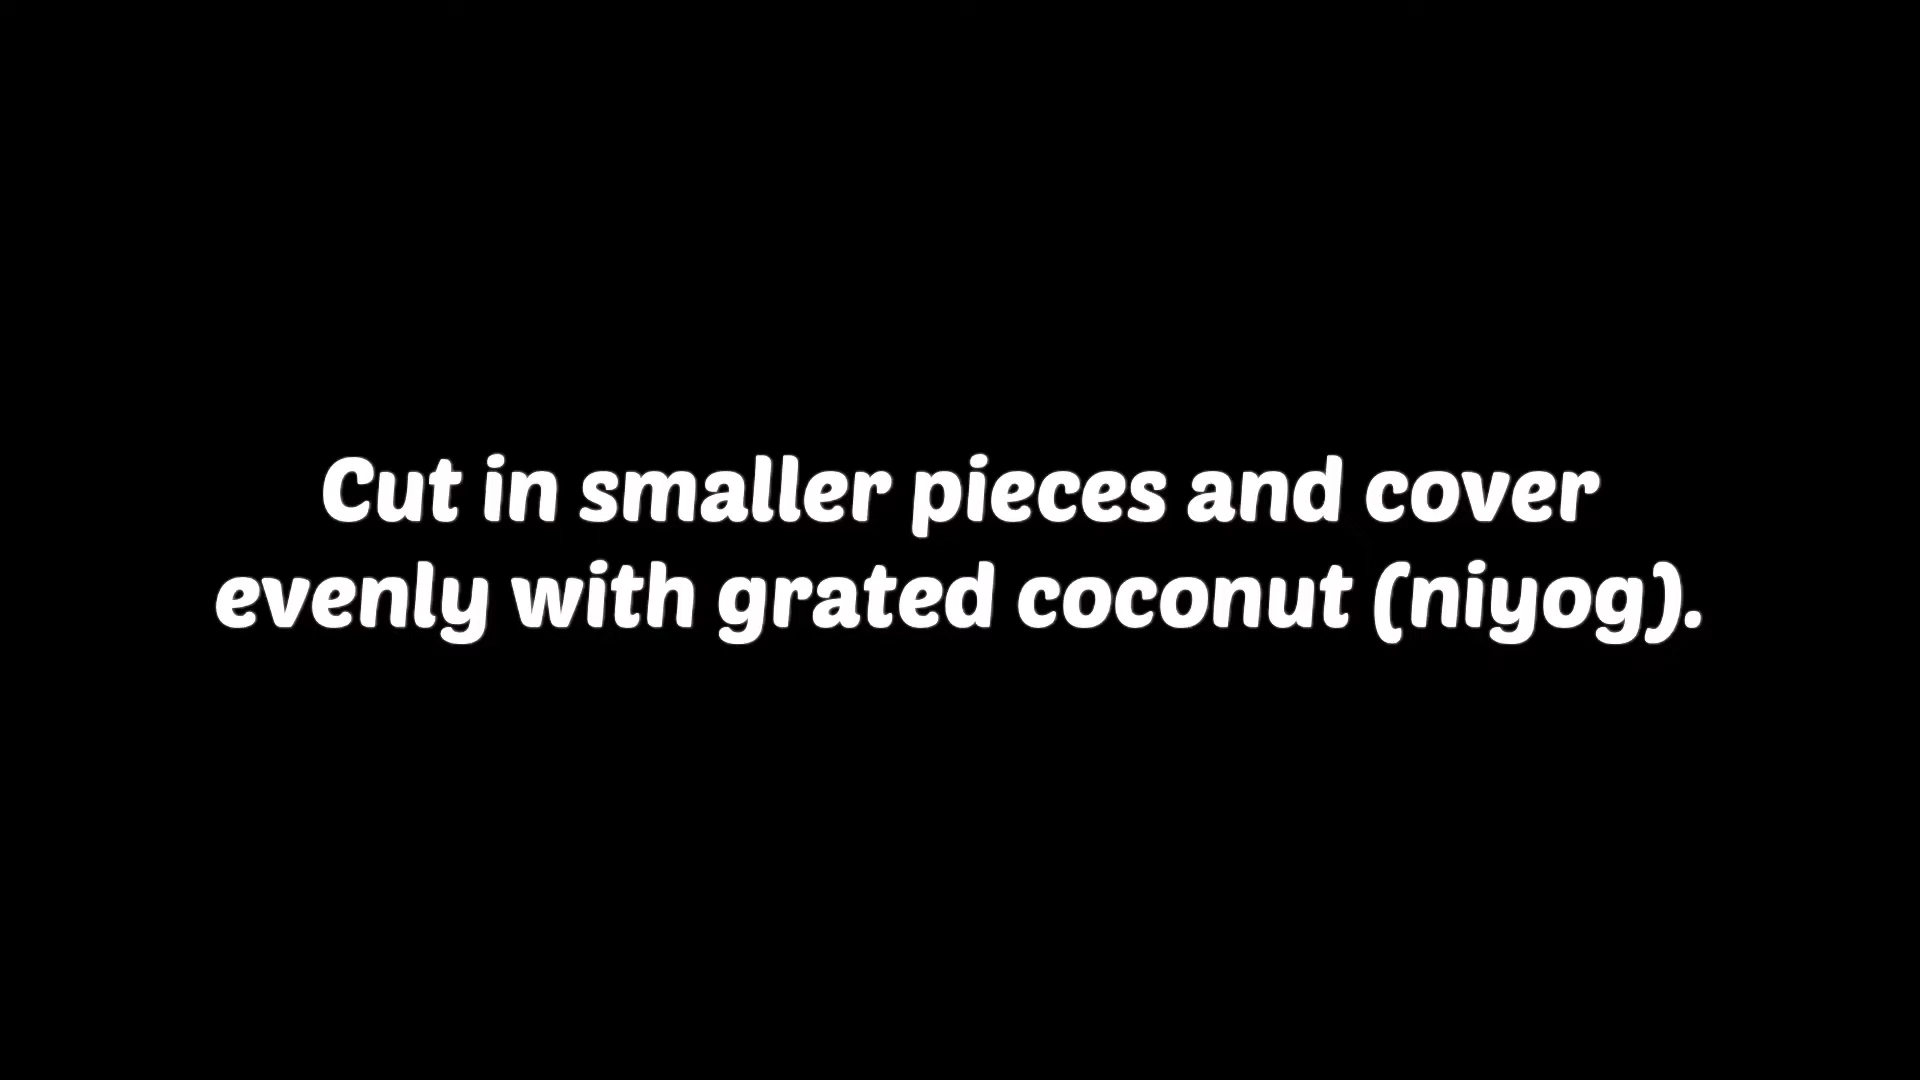 Cut in smaller pieces and cover
evenly with grated coconut (niyog).